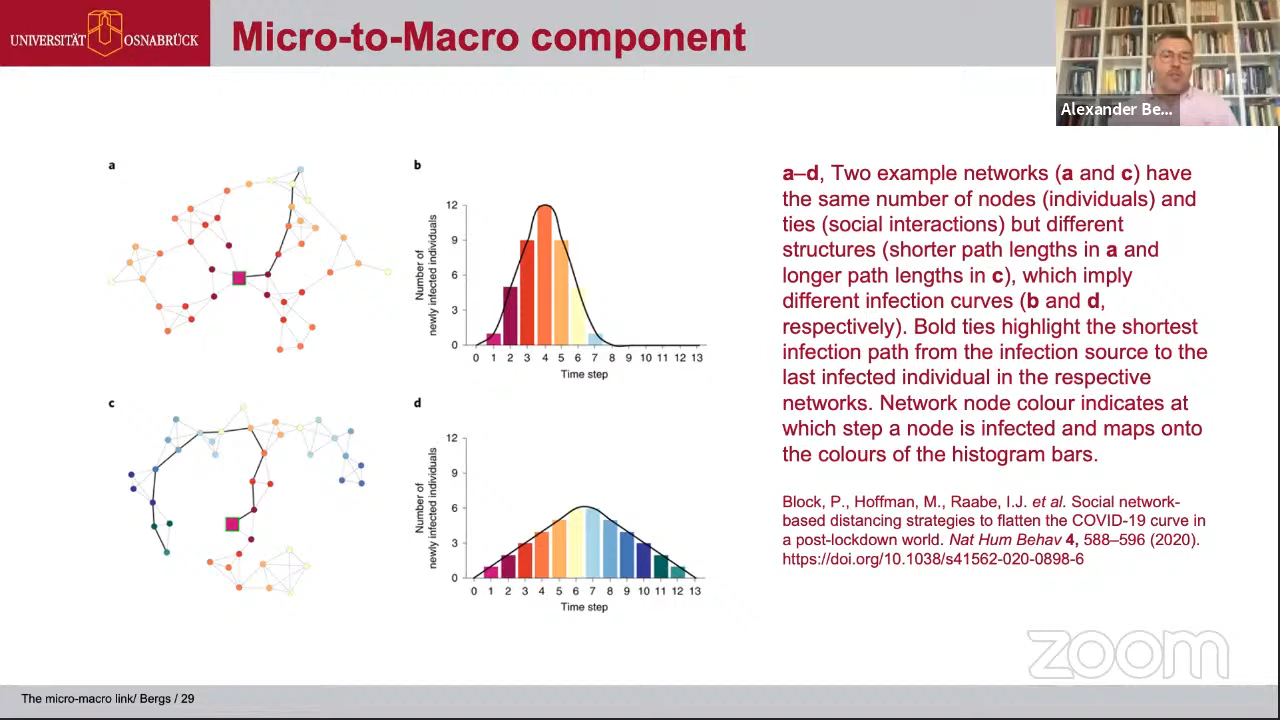 UNIVERSITÄT OSNABRÜCK
Micro-to-Macro component
Alexander Be...
a
b
12
9
6
3
0
Number of
newly infected individuals
0 1 2 3 4 5 6 7 8 9 10 11 12 13
Time step
c
d
12
9
6
3
0
Number of
newly infected individuals
0 1 2 3 4 5 6 7 8 9 10 11 12 13
Time step
a–d, Two example networks (a and c) have
the same number of nodes (individuals) and
ties (social interactions) but different
structures (shorter path lengths in a and
longer path lengths in c), which imply
different infection curves (b and d,
respectively). Bold ties highlight the shortest
infection path from the infection source to the
last infected individual in the respective
networks. Network node colour indicates at
which step a node is infected and maps onto
the colours of the histogram bars.
Block, P., Hoffman, M., Raabe, I.J. et al. Social network-
based distancing strategies to flatten the COVID-19 curve in
a post-lockdown world. Nat Hum Behav 4, 588–596 (2020).
https://doi.org/10.1038/s41562-020-0898-6
zoom
The micro-macro link/ Bergs / 29